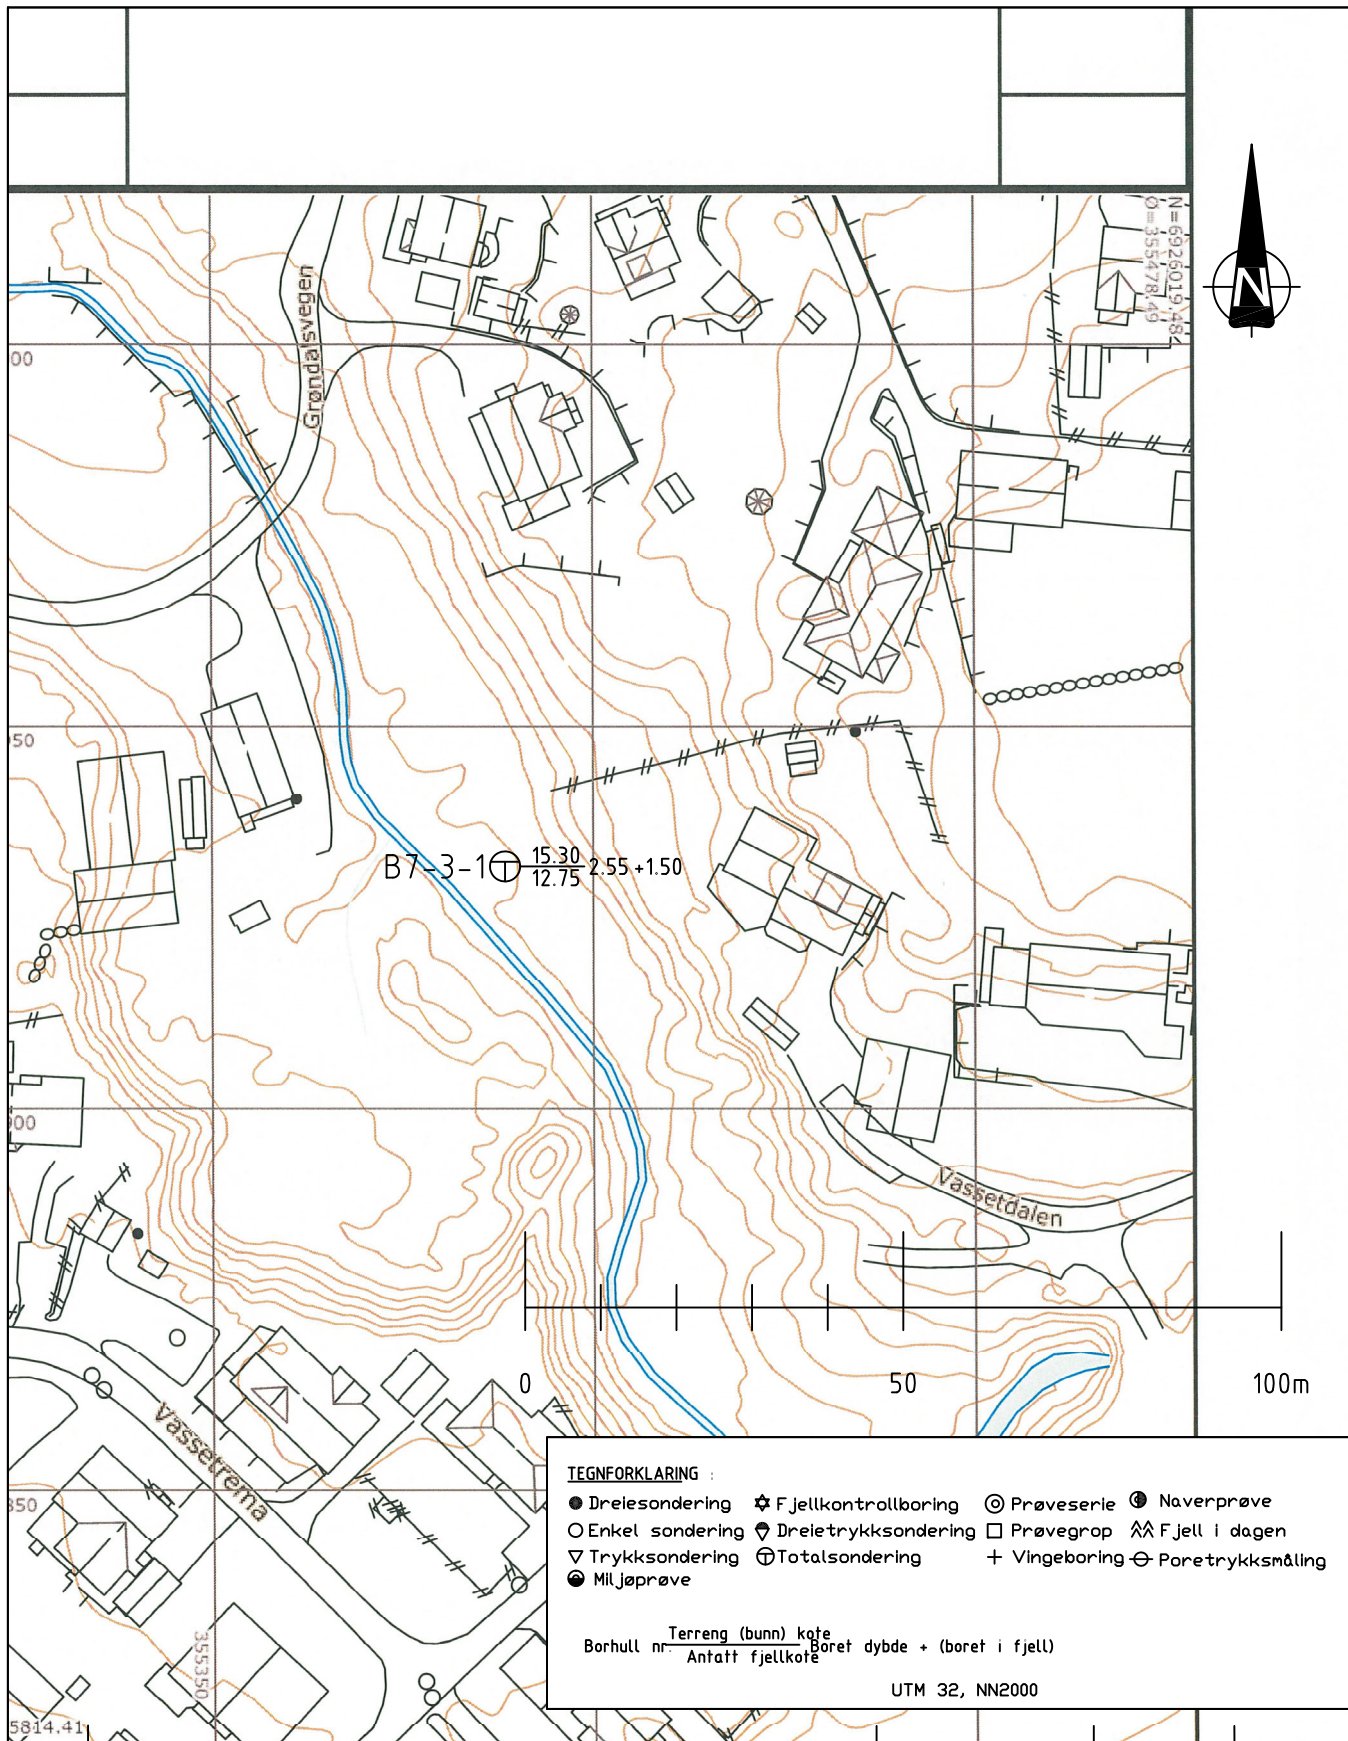 N=6926019.48
Ø=355478.49
N
Grøndalsvegen
00
50
B7-3-1 15.30 2.55 +1.50
12.75
00
Vassetdalen
0 50 100m
Vassetrema
TEGNFORKLARING :
Dreiesondering Fjellkontrollboring Prøveserie Naverprøve
Enkel sondering Dreietrykksondering Prøvegrop Fjell i dagen
Trykksondering Totalsondering Vingeboring Poretrykksmåling
Miljøprøve
850
Terreng (bunn) kote
Borhull nr. Boret dybde + (boret i fjell)
Antatt fjellkote
355350
UTM 32, NN2000
5814.41